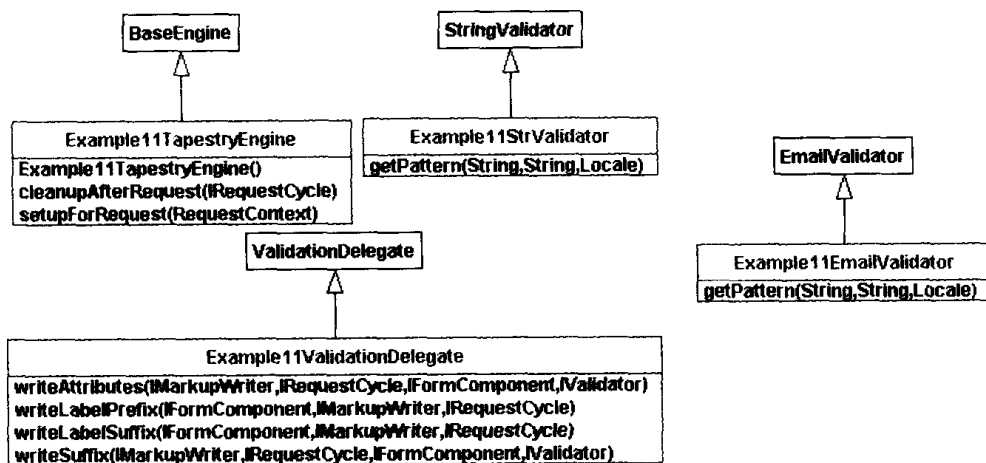 BaseEngine
Example11TapestryEngine
Example11TapestryEngine()
cleanupAfterRequest(IRequestCycle)
setupForRequest(RequestContext)
StringValidator
Example11StrValidator
getPattern(String,String,Locale)
EmailValidator
Example11EmailValidator
getPattern(String,String,Locale)
ValidationDelegate
Example11ValidationDelegate
writeAttributes(IMarkupWriter,IRequestCycle,IFormComponent,IValidator)
writeLabelPrefix(IFormComponent,IMarkupWriter,IRequestCycle)
writeLabelSuffix(IFormComponent,IMarkupWriter,IRequestCycle)
writeSuffix(IMarkupWriter,IRequestCycle,IFormComponent,IValidator)